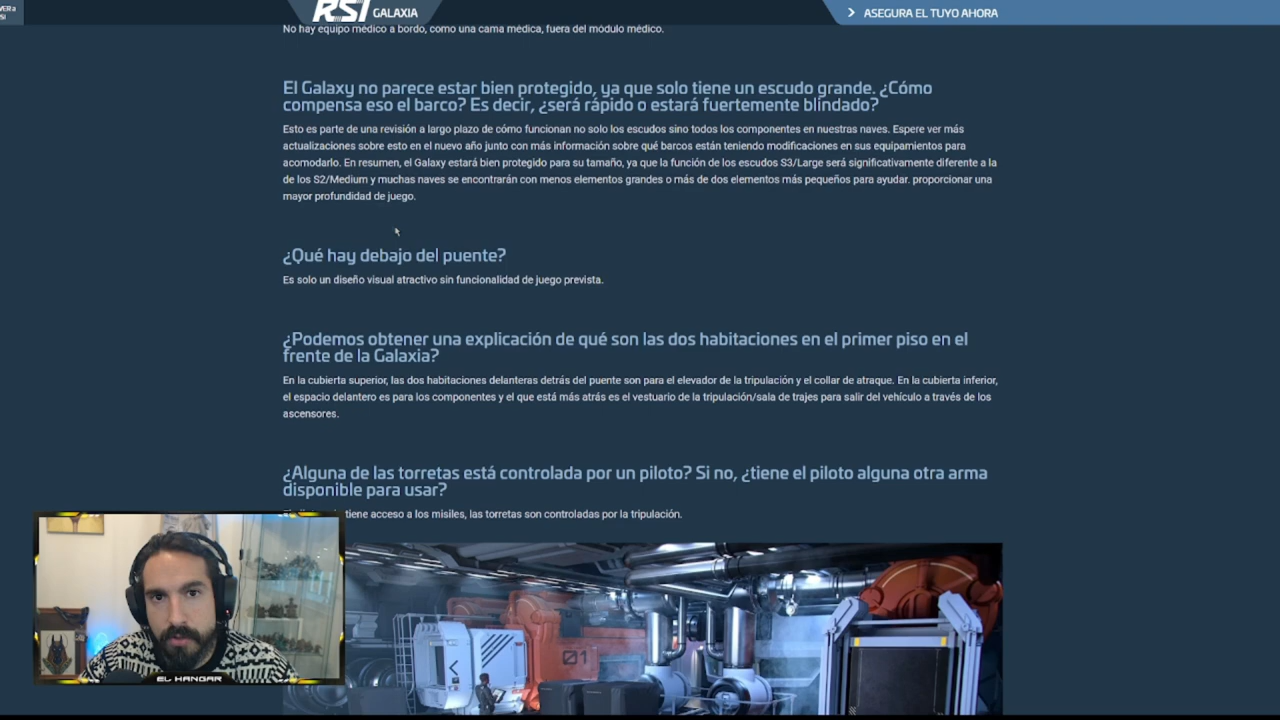 VER a
RSI GALAXIA
ASEGURA EL TUYO AHORA
SI
No hay equipo médico a bordo, como una cama médica, fuera del módulo médico.
El Galaxy no parece estar bien protegido, ya que solo tiene un escudo grande. ¿Cómo
compensa eso el barco? Es decir, ¿será rápido o estará fuertemente blindado?
Esto es parte de una revisión a largo plazo de cómo funcionan no solo los escudos sino todos los componentes en nuestras naves. Espere ver más
actualizaciones sobre esto en el nuevo año junto con más información sobre qué barcos están teniendo modificaciones en sus equipamientos para
acomodarlo. En resumen, el Galaxy estará bien protegido para su tamaño, ya que la función de los escudos S3/Large será significativamente diferente a la
de los S2/Medium y muchas naves se encontrarán con menos elementos grandes o más de dos elementos más pequeños para ayudar. proporcionar una
mayor profundidad de juego.
¿Qué hay debajo del puente?
Es solo un diseño visual atractivo sin funcionalidad de juego prevista.
¿Podemos obtener una explicación de qué son las dos habitaciones en el primer piso en el
frente de la Galaxia?
En la cubierta superior, las dos habitaciones delanteras detrás del puente son para el elevador de la tripulación y el collar de atraque. En la cubierta inferior,
el espacio delantero es para los componentes y el que está más atrás es el vestuario de la tripulación/sala de trajes para salir del vehículo a través de los
ascensores.
¿Alguna de las torretas está controlada por un piloto? Si no, ¿tiene el piloto alguna otra arma
disponible para usar?
tiene acceso a los misiles, las torretas son controladas por la tripulación.
01
EL HANGAR